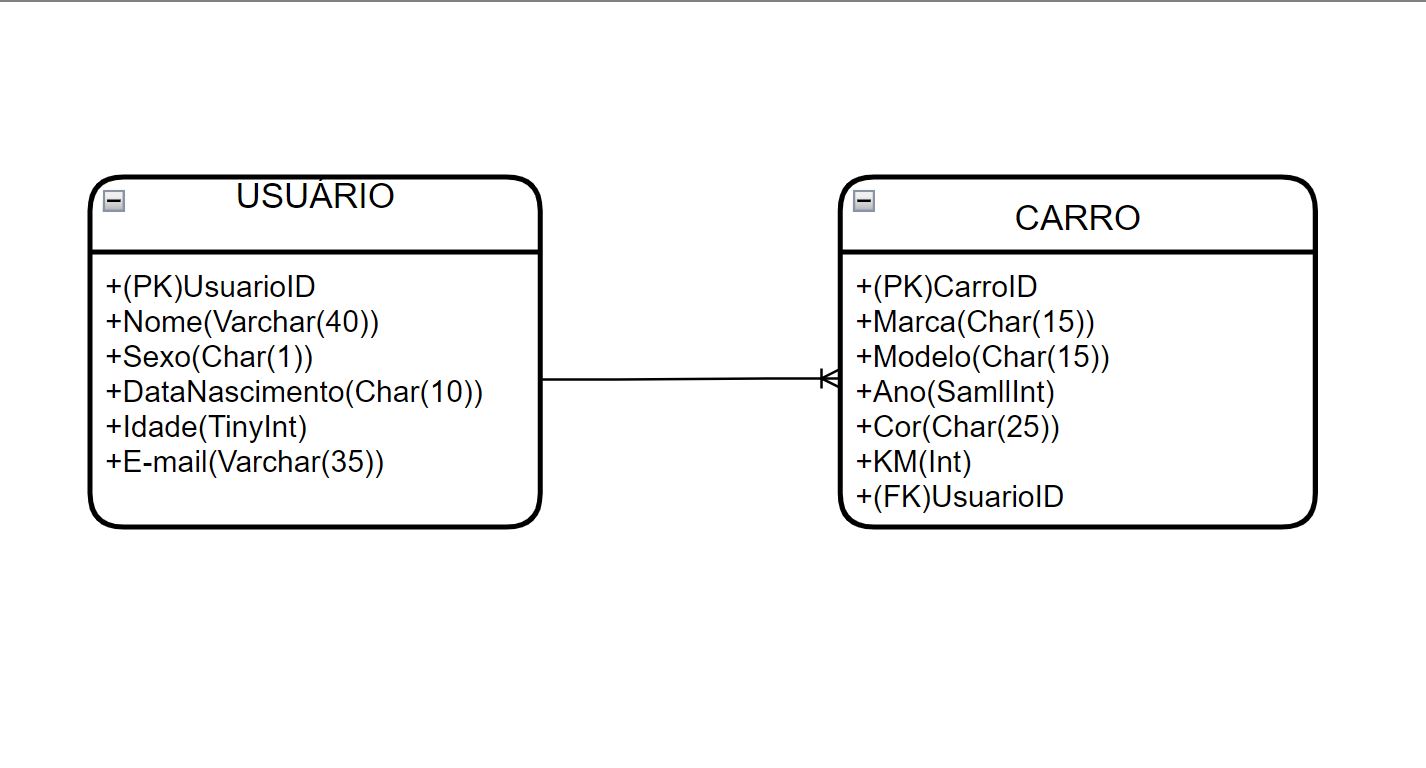 USUÁRIO
+(PK)UsuarioID
+Nome(Varchar(40))
+Sexo(Char(1))
+DataNascimento(Char(10))
+Idade(TinyInt)
+E-mail(Varchar(35))
CARRO
+(PK)CarroID
+Marca(Char(15))
+Modelo(Char(15))
+Ano(SamllInt)
+Cor(Char(25))
+KM(Int)
+(FK)UsuarioID